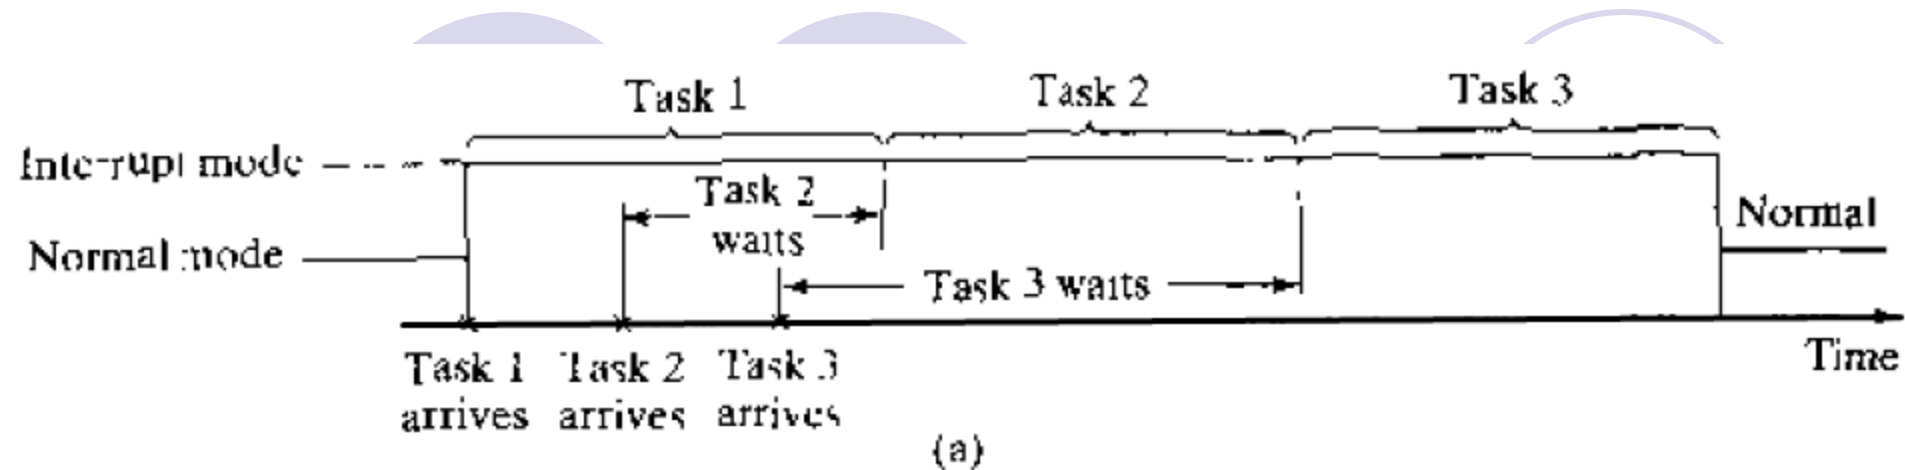 Task 1
Task 2
Task 3
Interrupt mode
Task 2
waits
Normal
Normal mode
Task 3 waits
Time
Task 1
arrives
Task 2
arrives
Task 3
arrives
(a)